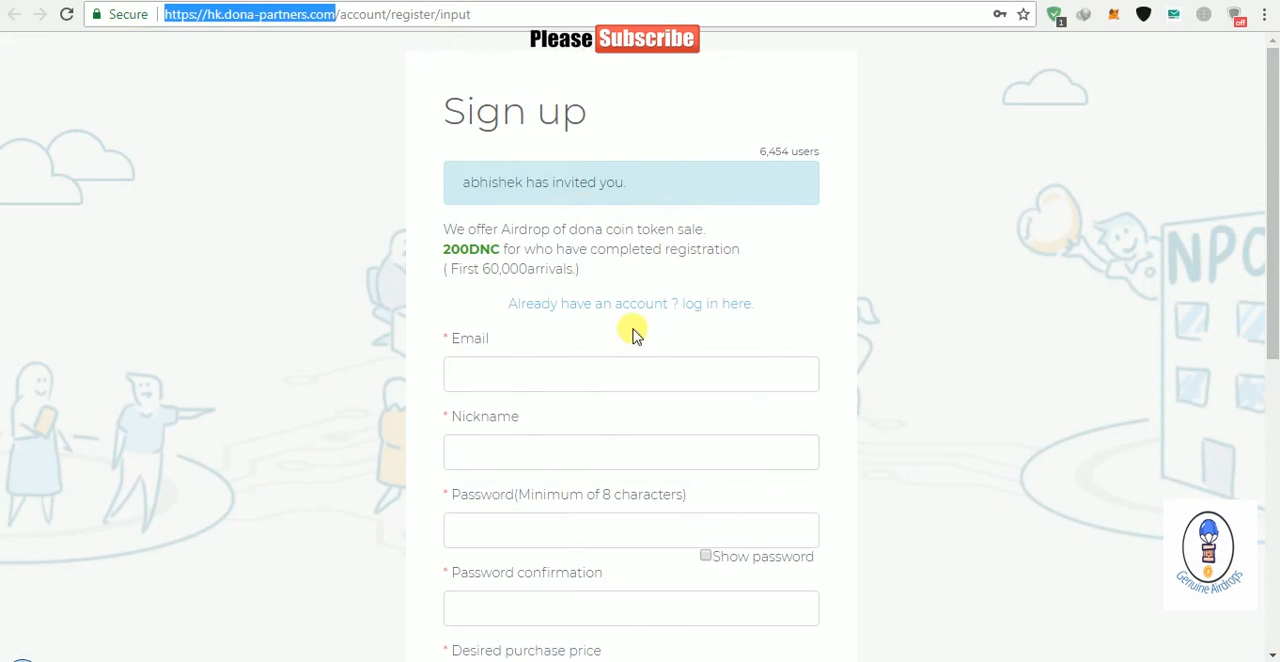 Secure
https://hk.dona-partners.com/account/register/input
1
off
Please Subscribe
Sign up
6,454 users
abhishek has invited you.
We offer Airdrop of dona coin token sale.
200DNC for who have completed registration
( First 60,000arrivals.)
Already have an account ? log in here.
* Email
* Nickname
* Password(Minimum of 8 characters)
Show password
* Password confirmation
* Desired purchase price
NPO
Genuine Airdrops